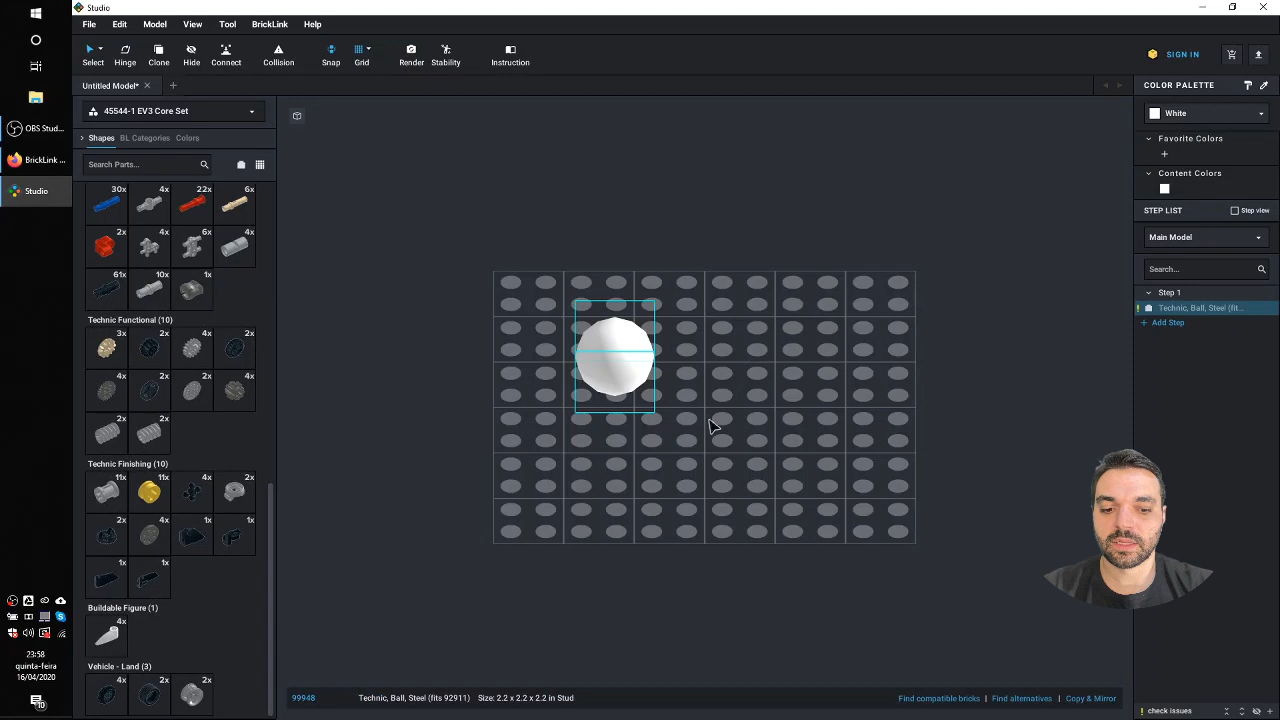 Studio
File Edit Model View Tool BrickLink Help
Select Hinge Clone Hide Connect Collision Snap Grid Render Stability Instruction
SIGN IN
Untitled Model*
COLOR PALETTE
45544-1 EV3 Core Set
White
OBS Stud...
Shapes BL Categories Colors
Favorite Colors
BrickLink ...
Search Parts...
Content Colors
Studio
30x 4x 22x 6x
STEP LIST Step view
2x 4x 6x 4x
Main Model
61x 10x 1x
Search...
Step 1
Technic, Ball, Steel (fit...
Technic Functional (10)
Add Step
3x 2x 4x 2x
4x 2x 4x 4x
2x 2x
Technic Finishing (10)
11x 11x 4x 2x
2x 4x 1x 1x
1x 1x
Buildable Figure (1)
4x
23:58
quinta-feira
16/04/2020
Vehicle - Land (3)
4x 2x 2x
99948 Technic, Ball, Steel (fits 92911) Size: 2.2 x 2.2 x 2.2 in Stud
Find compatible bricks Find alternatives Copy & Mirror
check issues